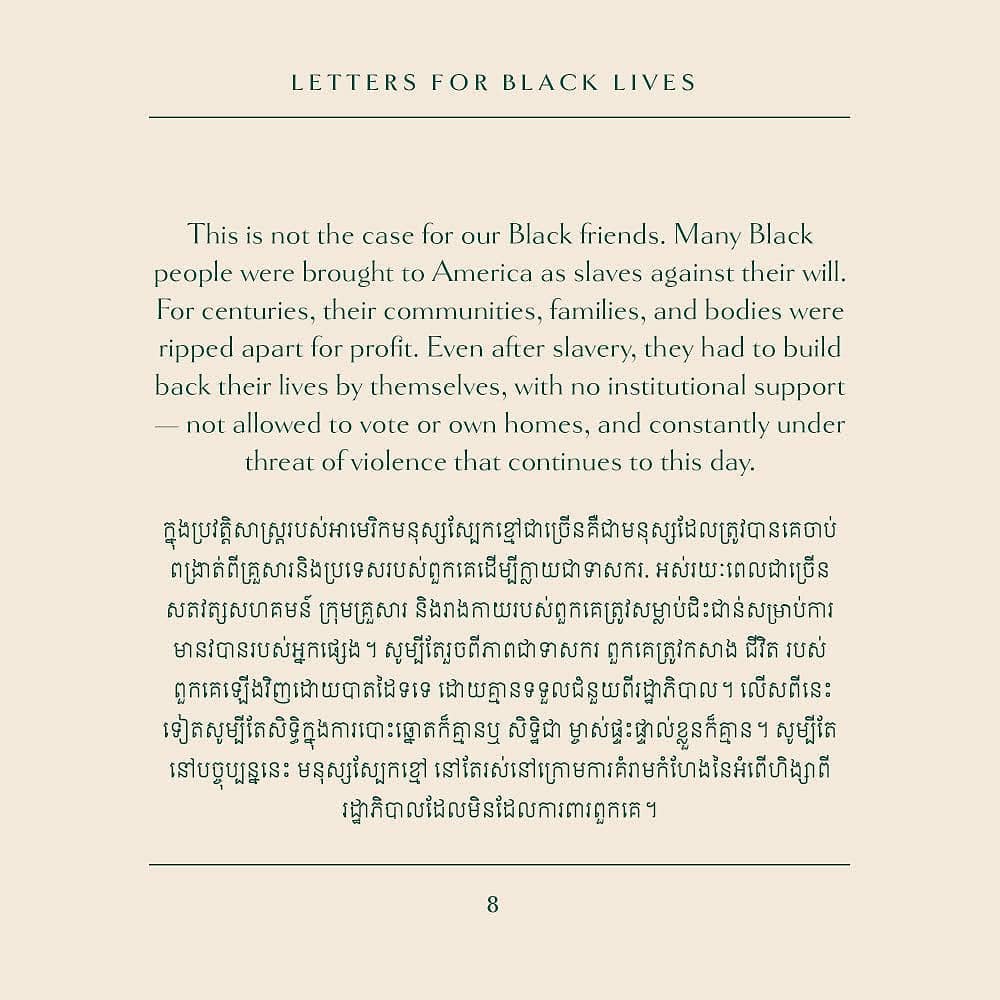 LETTERS FOR BLACK LIVES
This is not the case for our Black friends. Many Black
people were brought to America as slaves against their will.
For centuries, their communities, families, and bodies were
ripped apart for profit. Even after slavery, they had to build
back their lives by themselves, with no institutional support
— not allowed to vote or own homes, and constantly under
threat of violence that continues to this day.
ក្នុងប្រវត្តិសាស្ត្ររបស់អាមេរិកមនុស្សស្បែកខ្មៅជាច្រើនគឺជាមនុស្សដែលត្រូវបានគេចាប់
ពង្រាត់ពីគ្រួសារនិងប្រទេសរបស់ពួកគេដើម្បីក្លាយជាទាសករ. អស់រយៈពេលជាច្រើន
សតវត្សសហគមន៍ ក្រុមគ្រួសារ និងរាងកាយរបស់ពួកគេត្រូវសម្លាប់ជិះជាន់សម្រាប់ការ
មានវបានរបស់អ្នកផ្សេង។ សូម្បីតែរួចពីភាពជាទាសករ ពួកគេត្រូវកសាង ជីវិត របស់
ពួកគេឡើងវិញដោយបាតដៃទទេ ដោយគ្មានទទួលជំនួយពីរដ្ឋាភិបាល។ លើសពីនេះ
ទៀតសូម្បីតែសិទ្ធិក្នុងការបោះឆ្នោតក៏គ្មានឬ សិទ្ឋិជា ម្ចាស់ផ្ទះផ្ទាល់ខ្លួនក៏គ្មាន។ សូម្បីតែ
នៅបច្ចុប្បន្ននេះ មនុស្សស្បែកខ្មៅ នៅតែរស់នៅក្រោមការគំរាមកំហែងនៃអំពើហិង្សាពី
រដ្ឋាភិបាលដែលមិនដែលការពារពួកគេ។
8